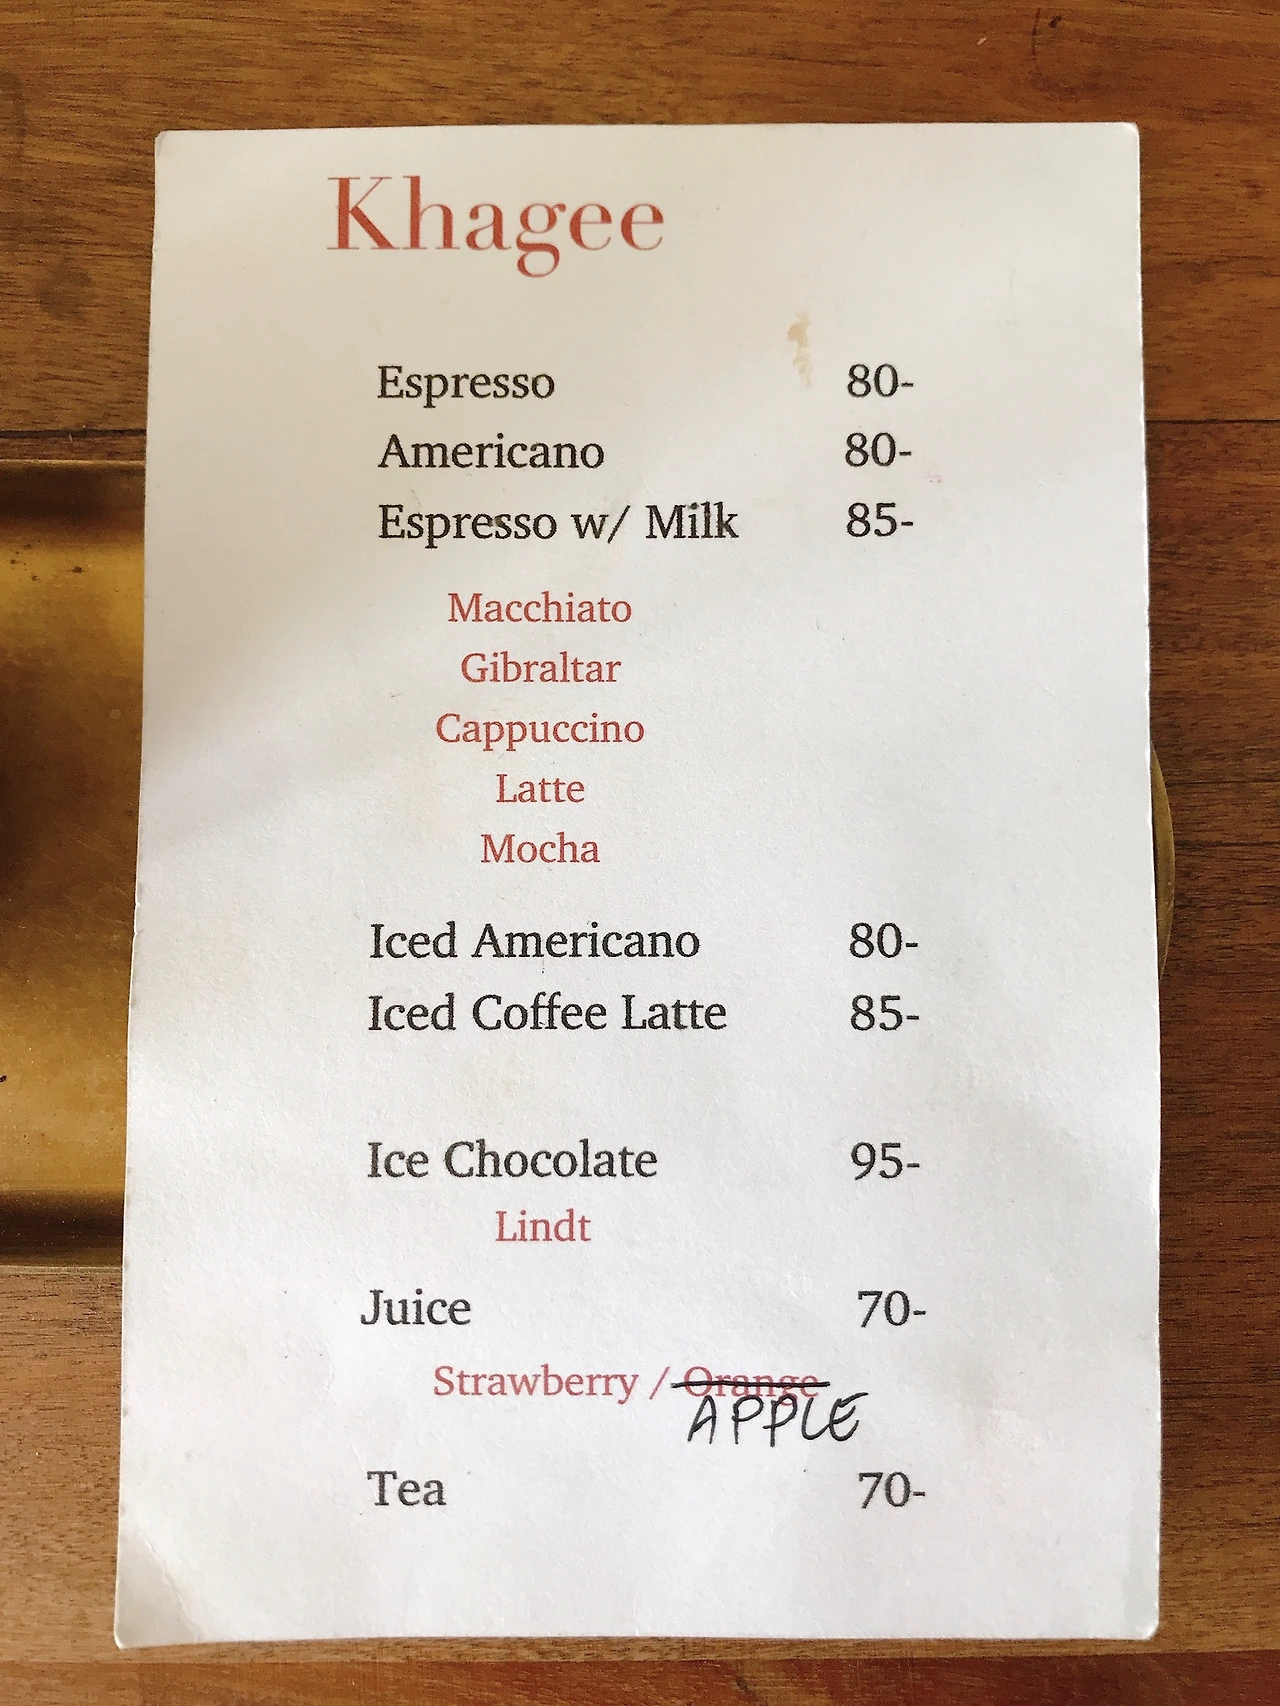 Khagee
Espresso 80-
Americano 80-
Espresso w/ Milk 85-
Macchiato
Gibraltar
Cappuccino
Latte
Mocha
Iced Americano 80-
Iced Coffee Latte 85-
Ice Chocolate 95-
Lindt
Juice 70-
Strawberry / Orange
APPLE
Tea 70-